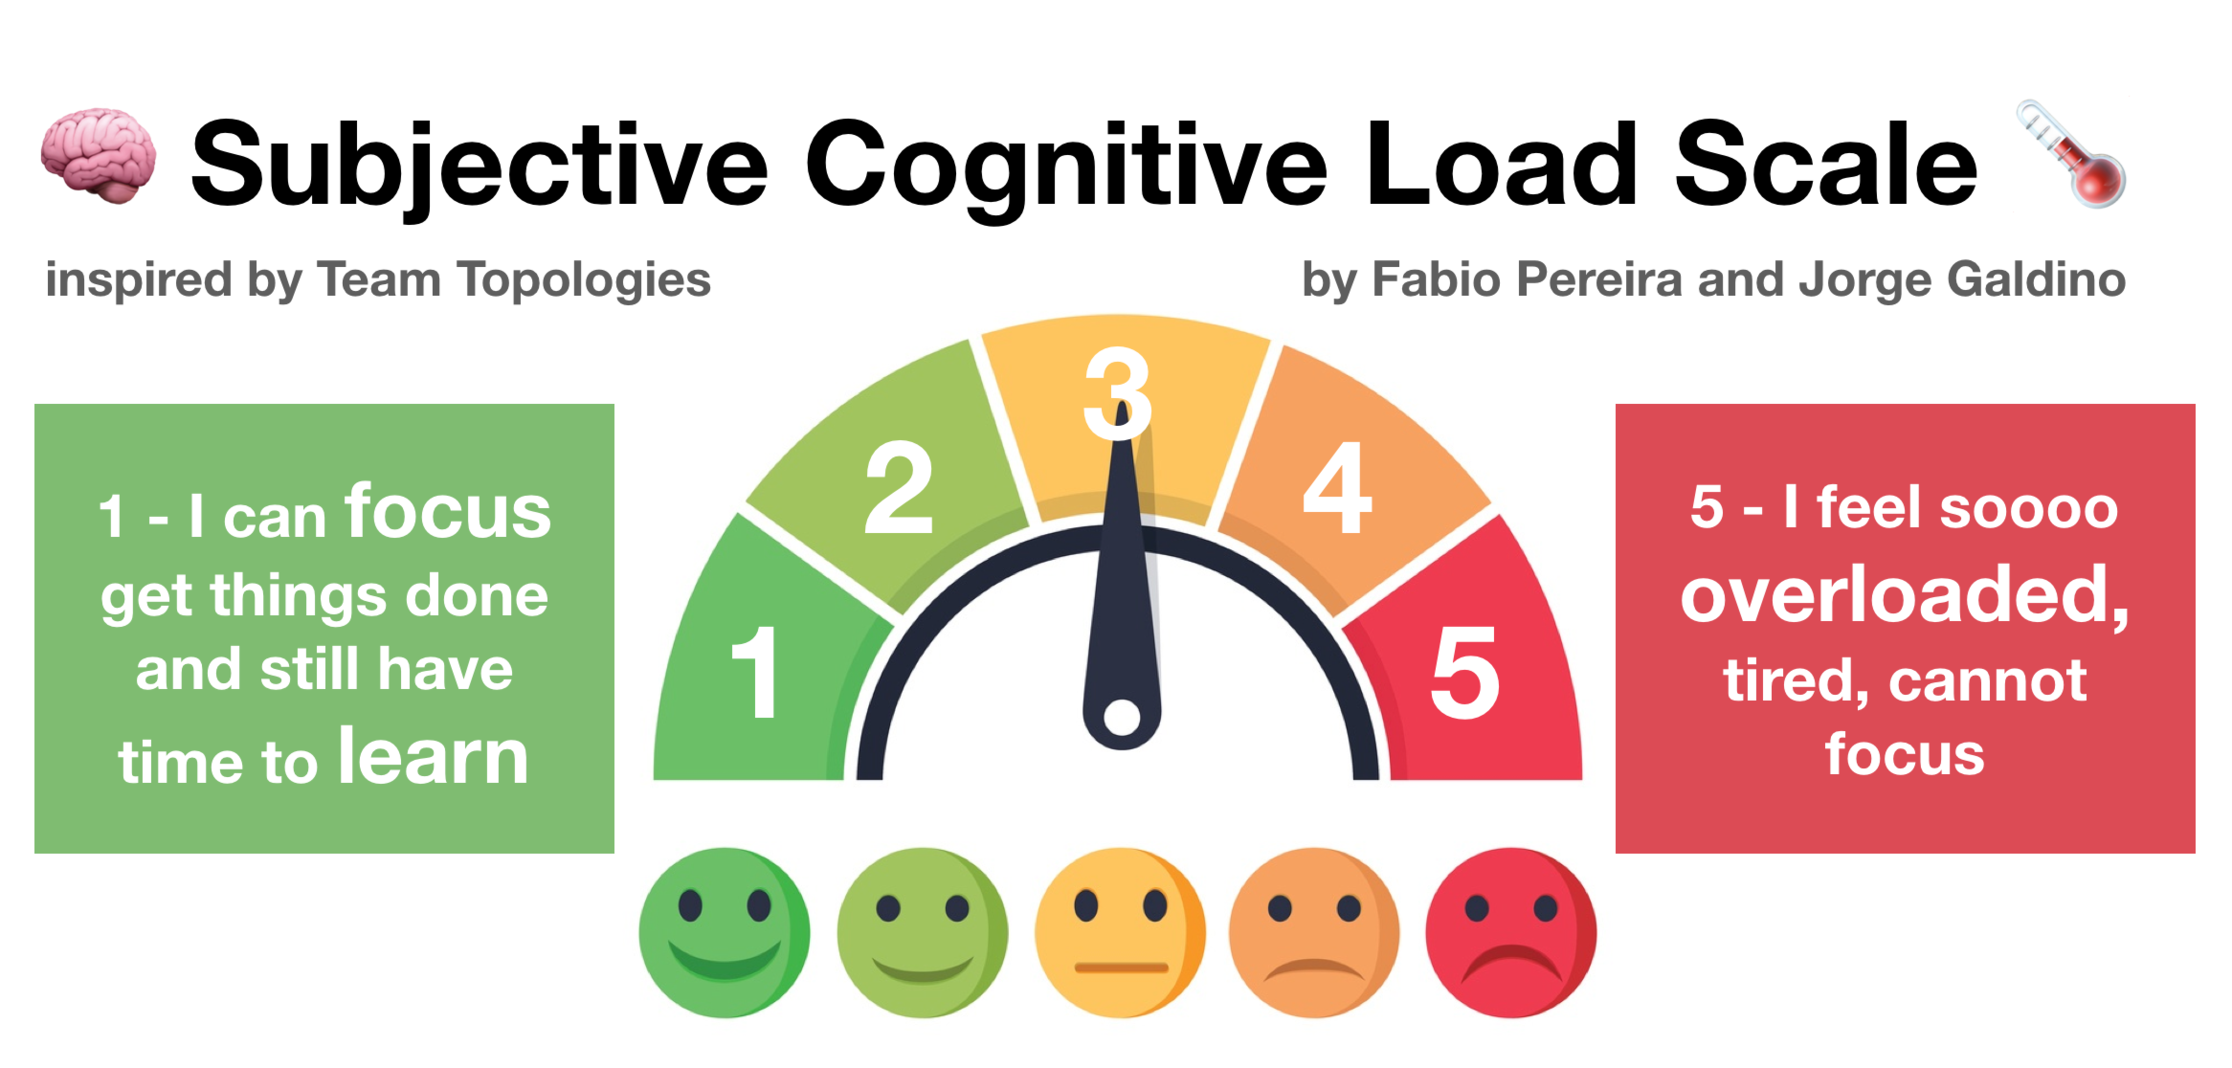 Subjective Cognitive Load Scale
inspired by Team Topologies
by Fabio Pereira and Jorge Galdino
1 - I can focus
get things done
and still have
time to learn
1
2
3
4
5
5 - I feel soooo
overloaded,
tired, cannot
focus